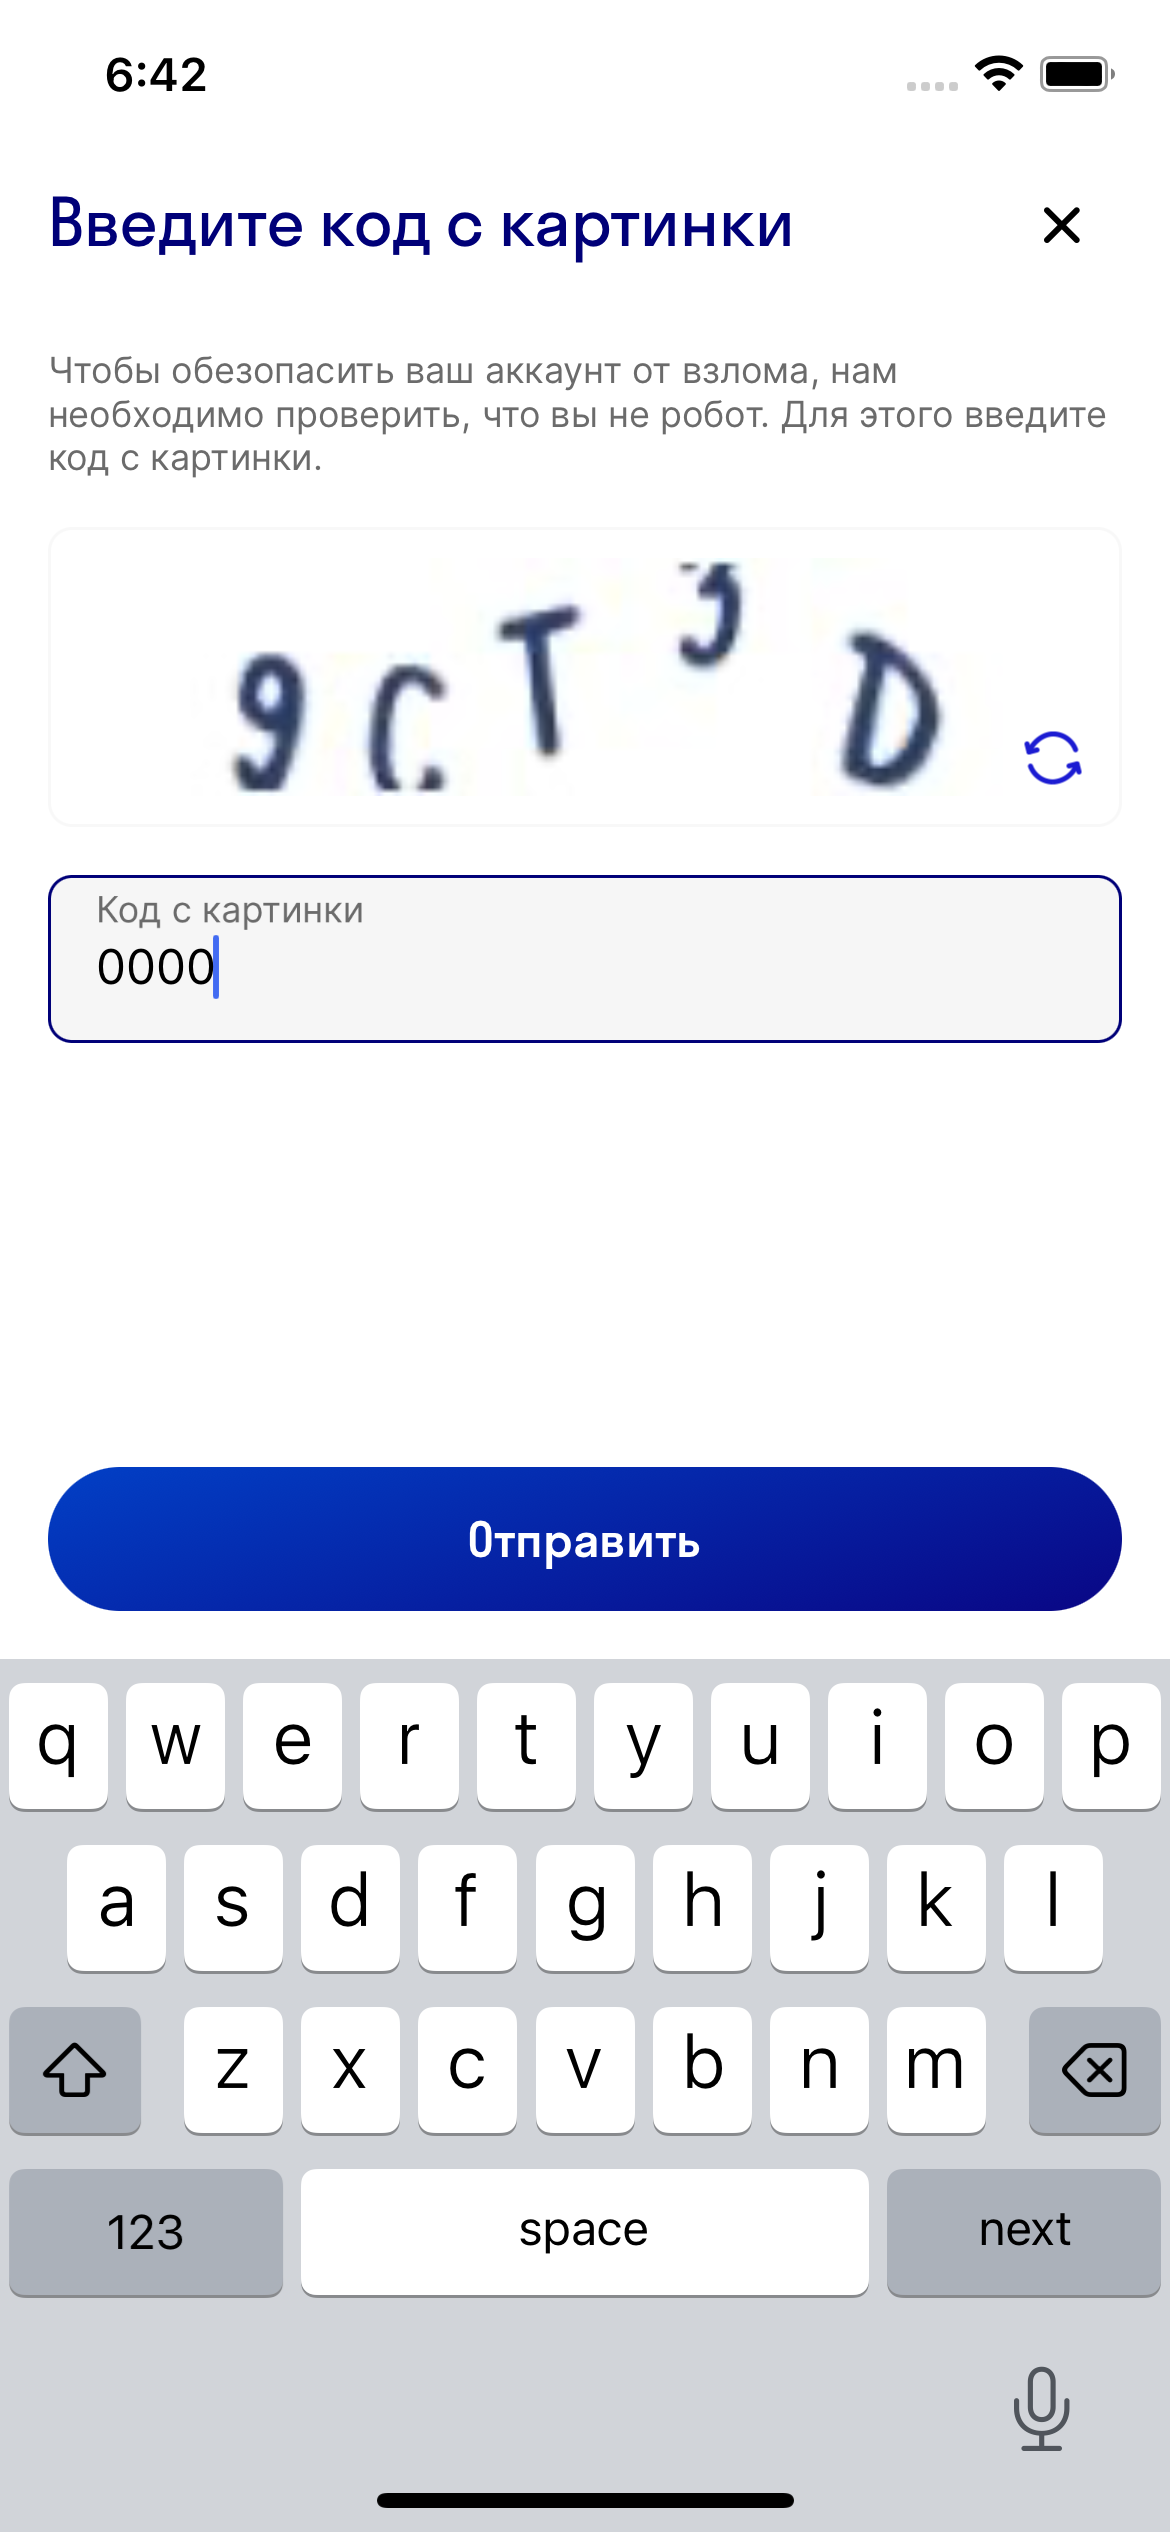 6:42
Введите код с картинки
Чтобы обезопасить ваш аккаунт от взлома, нам
необходимо проверить, что вы не робот. Для этого введите
код с картинки.
Код с картинки
0000
Отправить
q w e r t y u i o p
a s d f g h j k l
z x c v b n m
123 space next